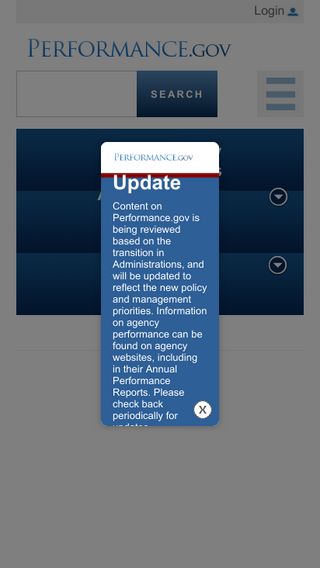 Login
PERFORMANCE.GOV
SEARCH
PERFORMANCE.GOV
Update
Content on
Performance.gov is
being reviewed
based on the
transition in
Administrations, and
will be updated to
reflect the new policy
and management
priorities. Information
on agency
performance can be
found on agency
websites, including
in their Annual
Performance
Reports. Please
check back
periodically for
X